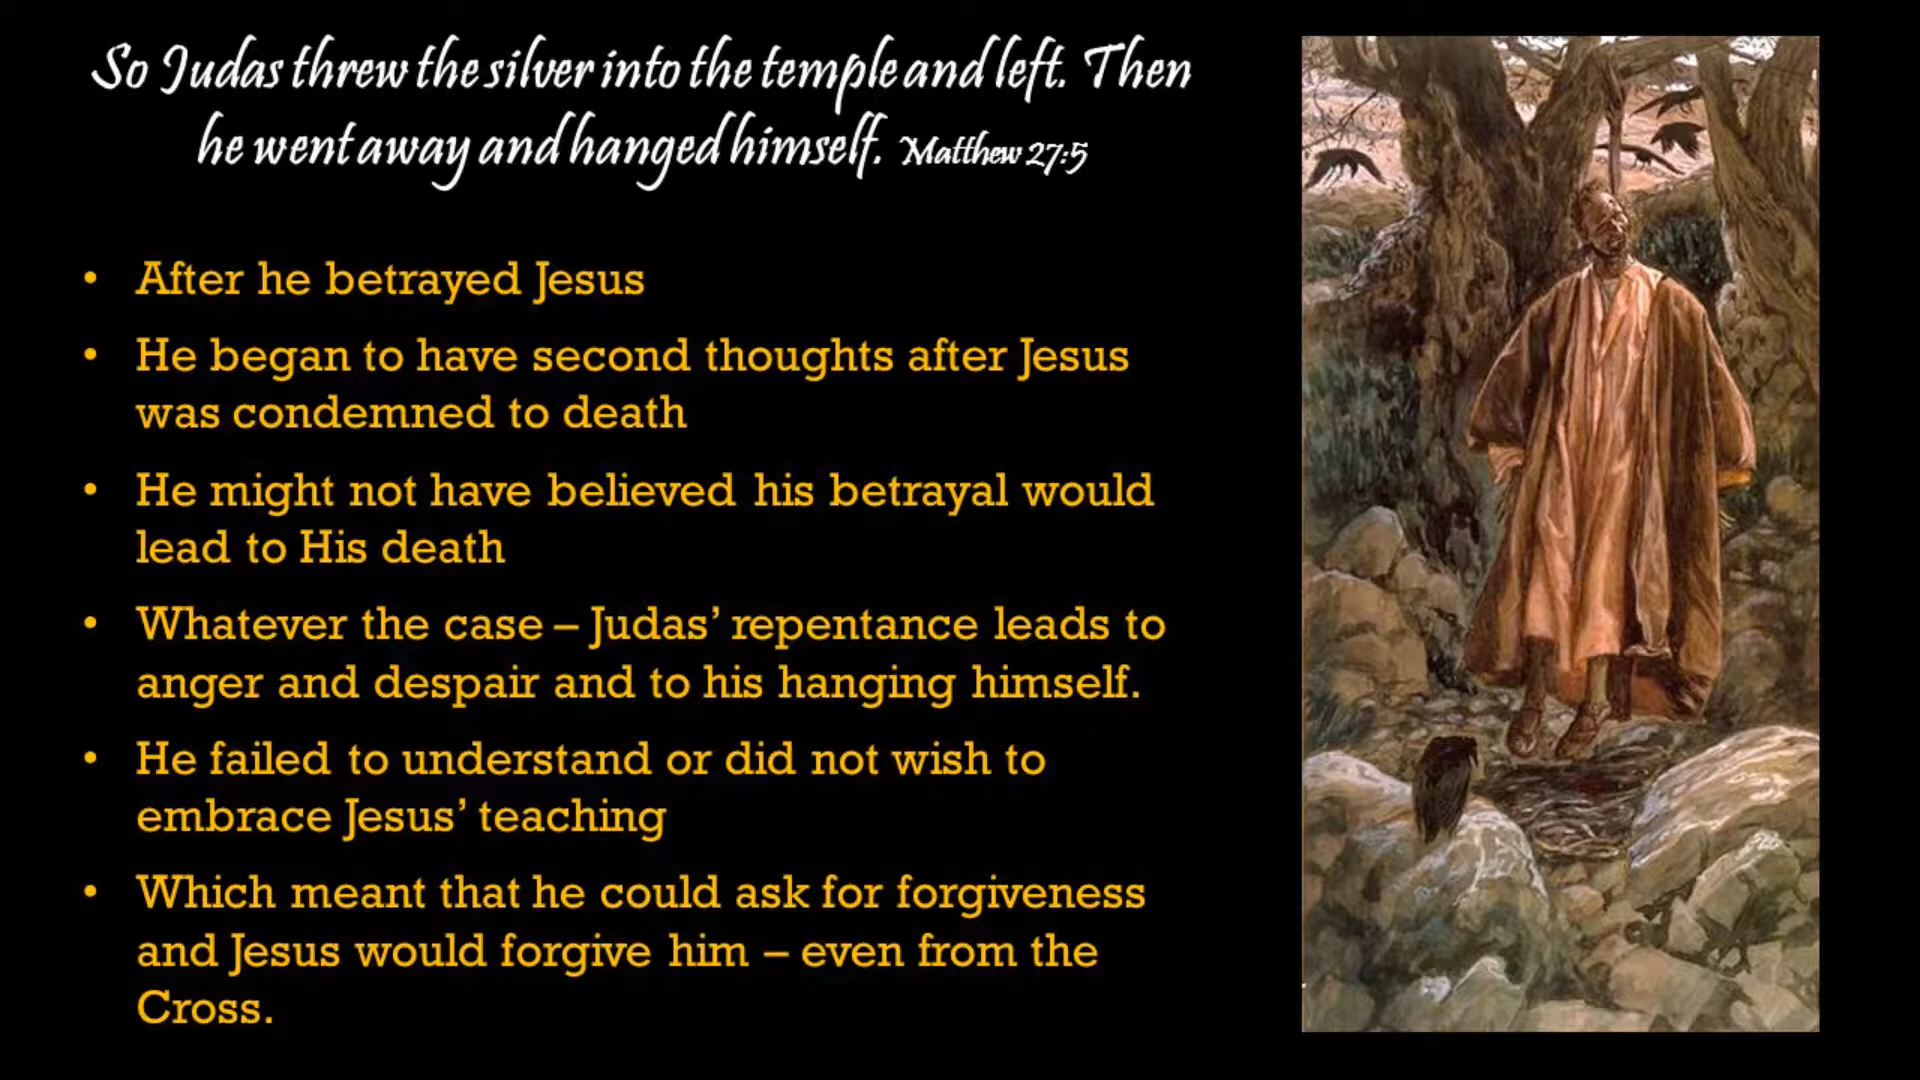 So Judas threw the silver into the temple and left. Then
he went away and hanged himself. Matthew 27:5
• After he betrayed Jesus
• He began to have second thoughts after Jesus
was condemned to death
• He might not have believed his betrayal would
lead to His death
• Whatever the case – Judas’ repentance leads to
anger and despair and to his hanging himself.
• He failed to understand or did not wish to
embrace Jesus’ teaching
• Which meant that he could ask for forgiveness
and Jesus would forgive him – even from the
Cross.